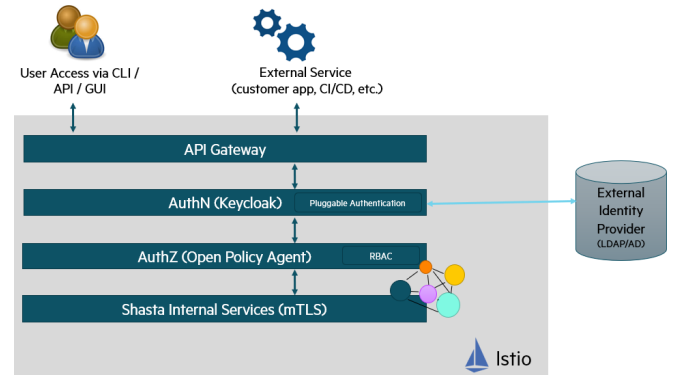 User Access via CLI /
API / GUI
External Service
(customer app, CI/CD, etc.)
API Gateway
AuthN (Keycloak)
Pluggable Authentication
External
Identity
Provider
(LDAP/AD)
AuthZ (Open Policy Agent)
RBAC
Shasta Internal Services (mTLS)
Istio